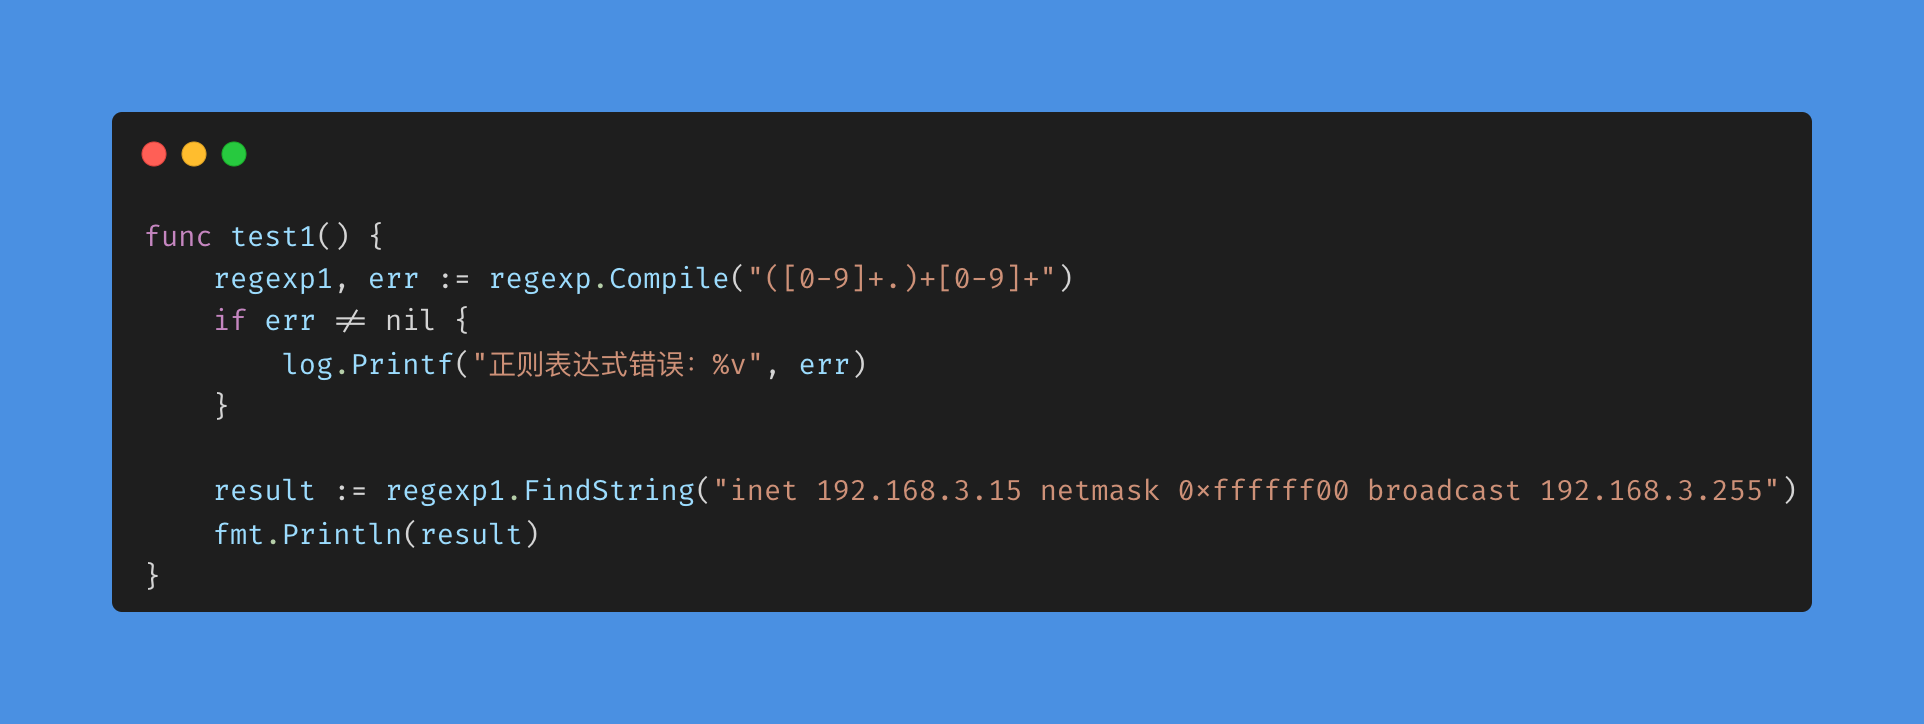 func test1() {
    regexp1, err := regexp.Compile("([0-9]+.)+[0-9]+")
    if err != nil {
        log.Printf("正则表达式错误：%v", err)
    }

    result := regexp1.FindString("inet 192.168.3.15 netmask 0xffffff00 broadcast 192.168.3.255")
    fmt.Println(result)
}